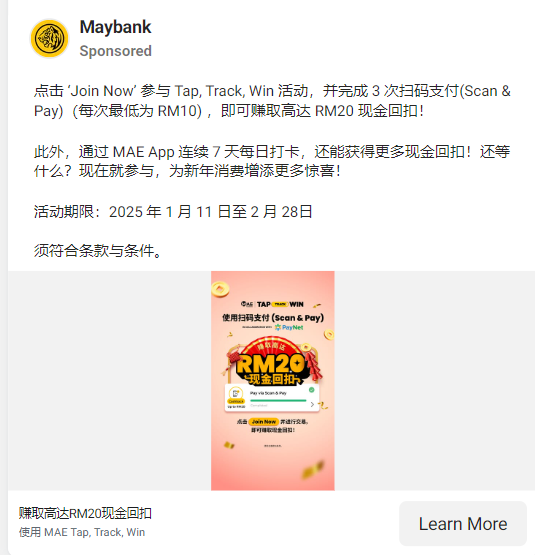 Maybank
Sponsored
点击 ‘Join Now’ 参与 Tap, Track, Win 活动，并完成 3 次扫码支付(Scan &
Pay)（每次最低为 RM10) ，即可赚取高达 RM20 现金回扣！
此外，通过 MAE App 连续 7 天每日打卡，还能获得更多现金回扣！还等
什么？现在就参与，为新年消费增添更多惊喜！
活动期限：2025 年 1 月 11 日至 2 月 28日
须符合条款与条件。
TAP TRACK WIN
使用扫码支付 (Scan & Pay)
PayNet
赚取高达
RM20
现金回扣
Pay via Scan & Pay
点击 Join Now 并进行交易，
即可赚取现金回扣！
赚取高达RM20现金回扣
使用 MAE Tap, Track, Win
Learn More